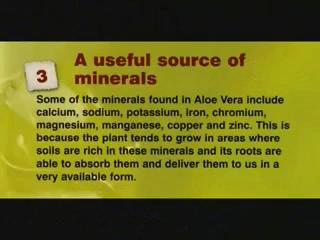 3
A useful source of
minerals
Some of the minerals found in Aloe Vera include
calcium, sodium, potassium, iron, chromium,
magnesium, manganese, copper and zinc. This is
because the plant tends to grow in areas where
soils are rich in these minerals and its roots are
able to absorb them and deliver them to us in a
very available form.